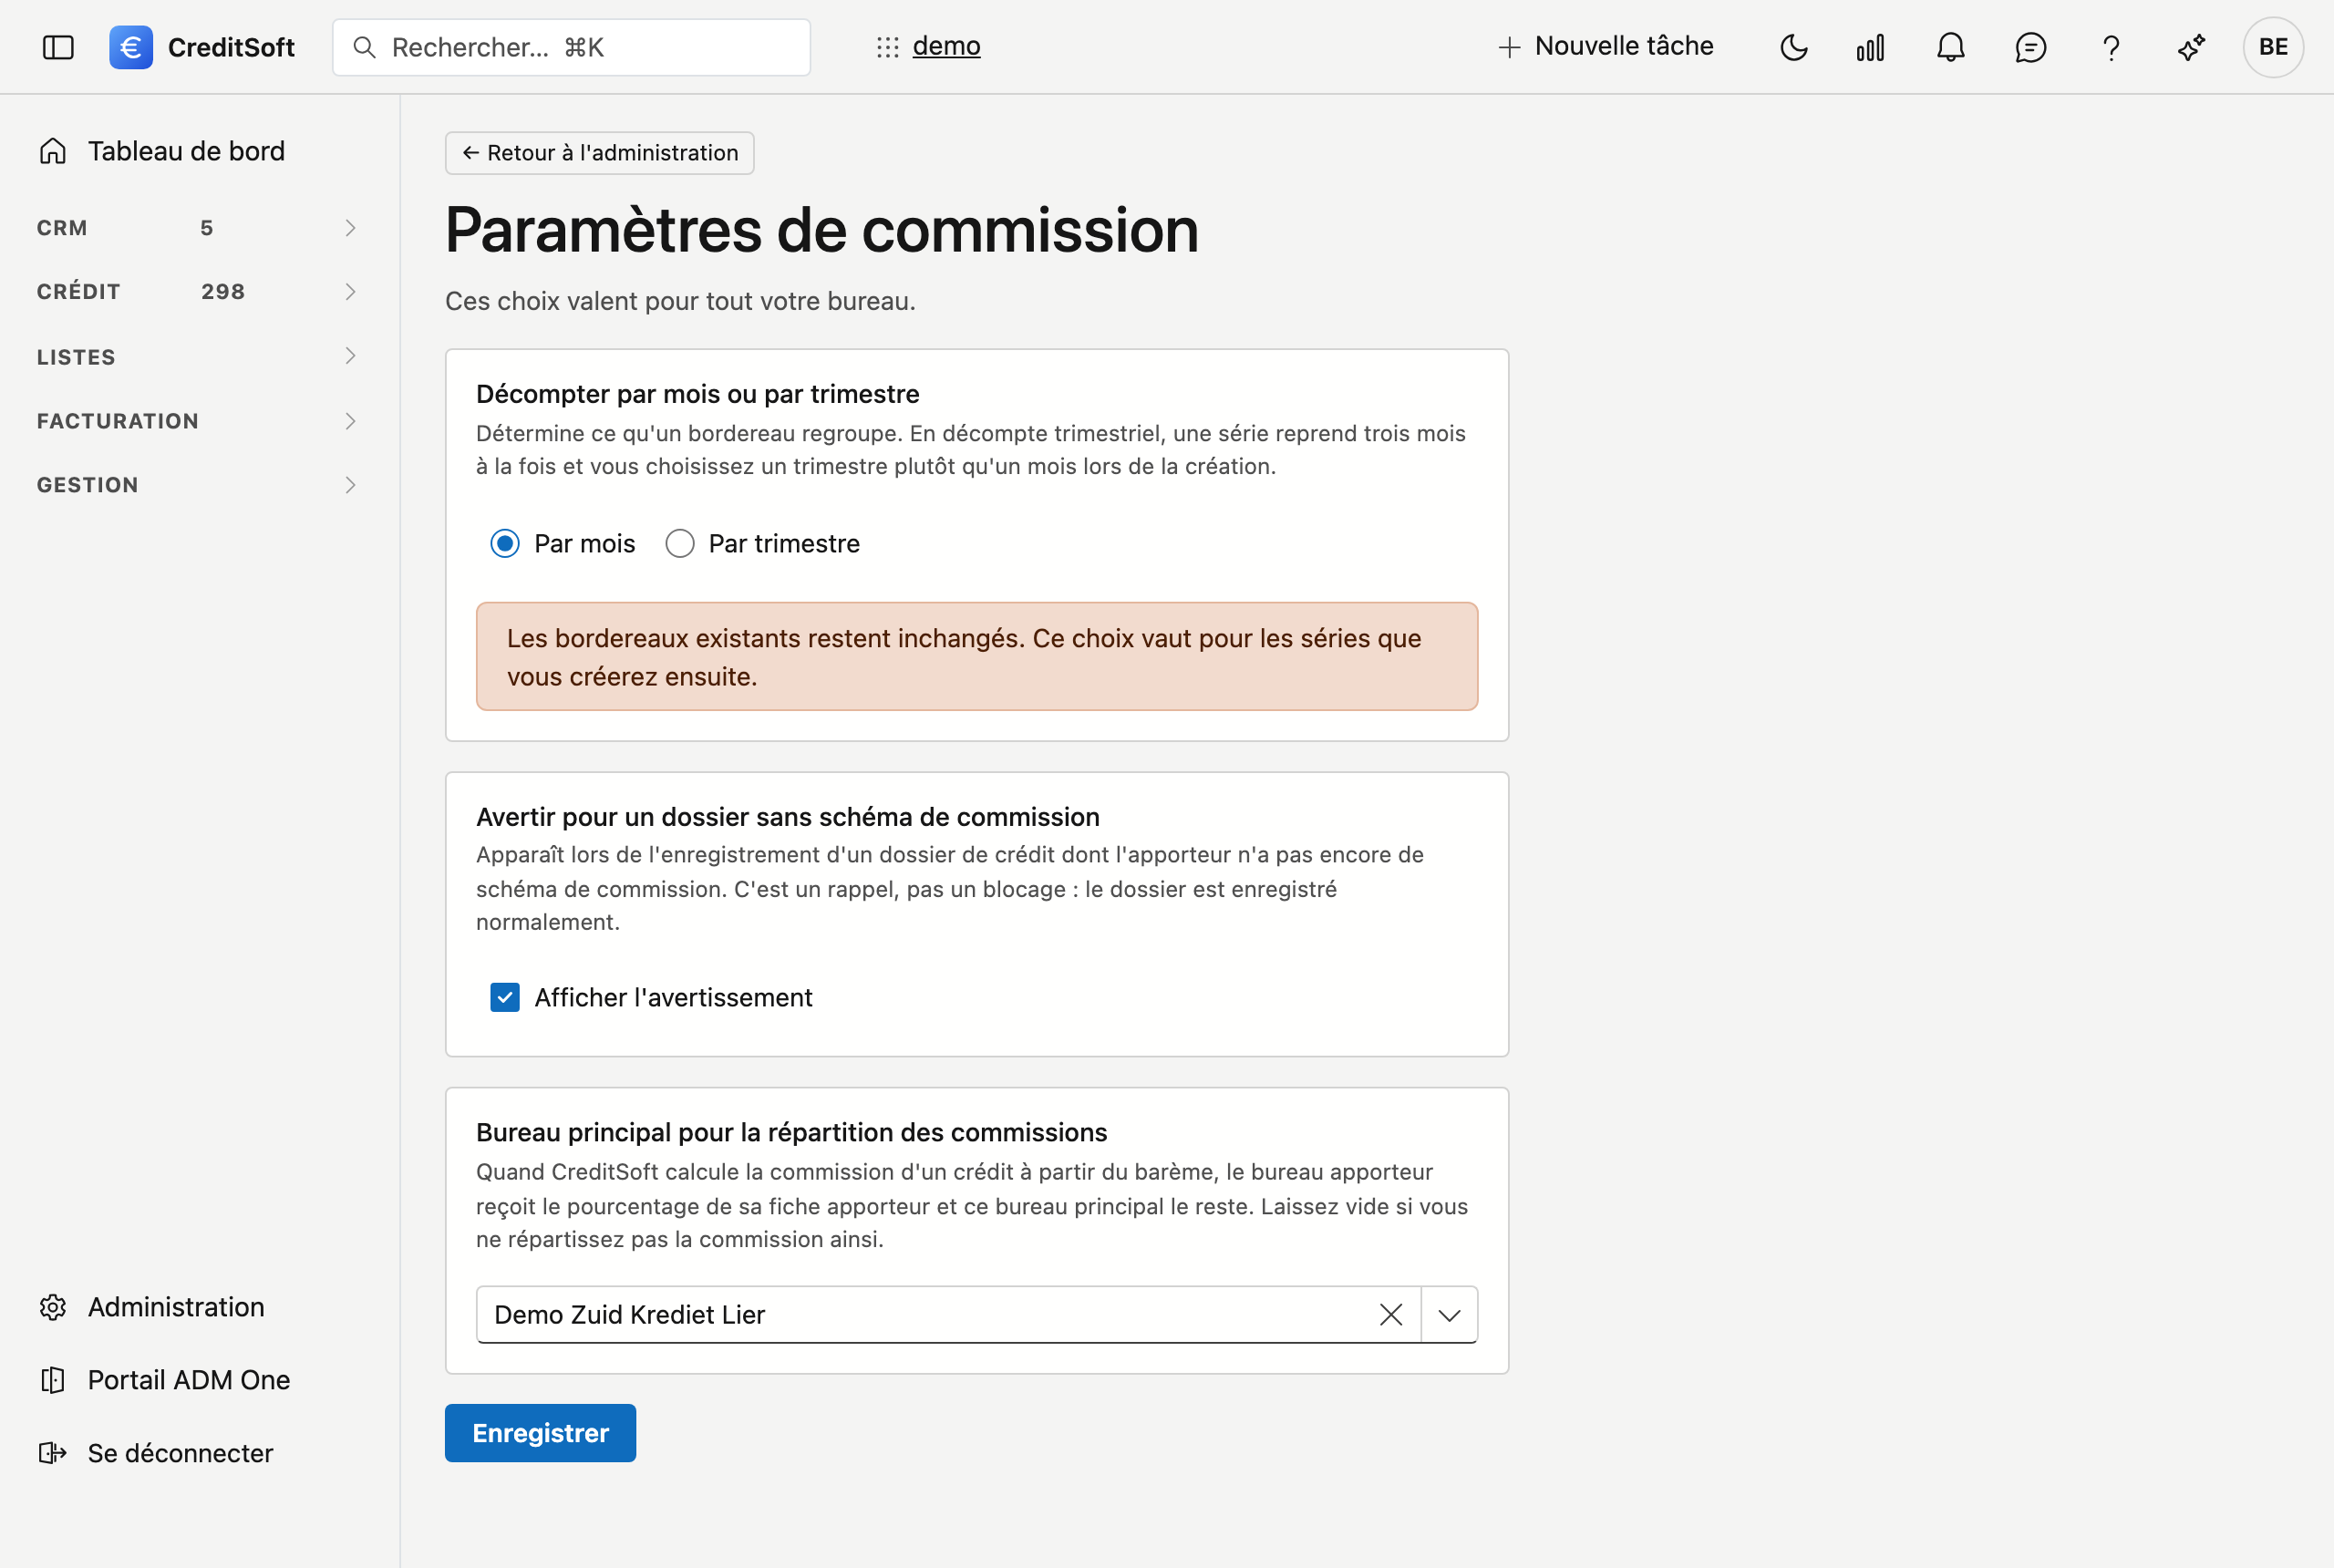 CreditSoft
Rechercher... ⌘K
demo
Nouvelle tâche
BE
Tableau de bord
CRM 5
CRÉDIT 298
LISTES
FACTURATION
GESTION
Administration
Portail ADM One
Se déconnecter
← Retour à l'administration
Paramètres de commission
Ces choix valent pour tout votre bureau.
Décompter par mois ou par trimestre
Détermine ce qu'un bordereau regroupe. En décompte trimestriel, une série reprend trois mois
à la fois et vous choisissez un trimestre plutôt qu'un mois lors de la création.
Par mois
Par trimestre
Les bordereaux existants restent inchangés. Ce choix vaut pour les séries que
vous créerez ensuite.
Avertir pour un dossier sans schéma de commission
Apparaît lors de l'enregistrement d'un dossier de crédit dont l'apporteur n'a pas encore de
schéma de commission. C'est un rappel, pas un blocage : le dossier est enregistré
normalement.
Afficher l'avertissement
Bureau principal pour la répartition des commissions
Quand CreditSoft calcule la commission d'un crédit à partir du barème, le bureau apporteur
reçoit le pourcentage de sa fiche apporteur et ce bureau principal le reste. Laissez vide si vous
ne répartissez pas la commission ainsi.
Demo Zuid Krediet Lier
Enregistrer